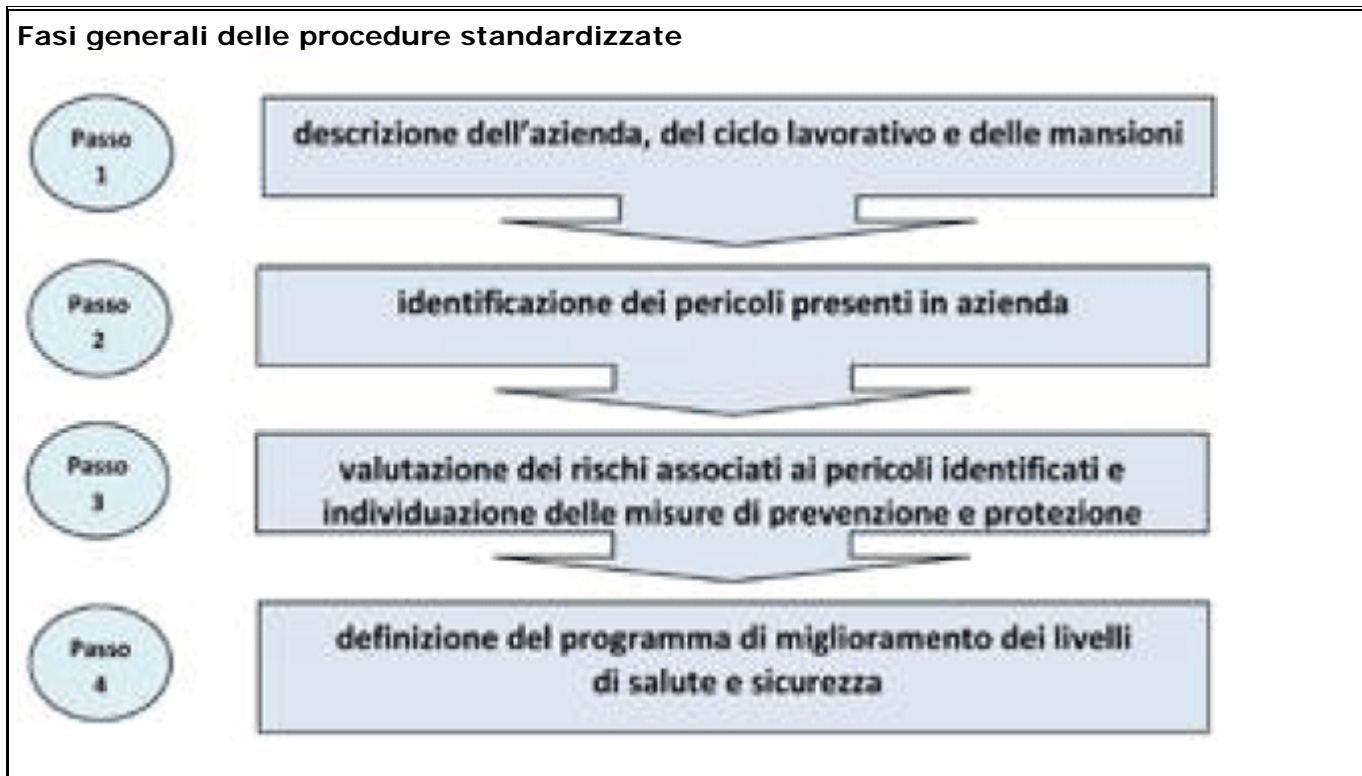 Fasi generali delle procedure standardizzate
Passo
1
descrizione dell'azienda, del ciclo lavorativo e delle mansioni
Passo
2
identificazione dei pericoli presenti in azienda
Passo
3
valutazione dei rischi associati ai pericoli identificati e
individuazione delle misure di prevenzione e protezione
Passo
4
definizione del programma di miglioramento dei livelli
di salute e sicurezza